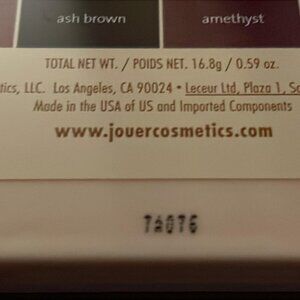 ash brown amethyst
TOTAL NET WT. / POIDS NET. 16.8g / 0.59 oz.
tics, LLC. Los Angeles, CA 90024 • Leceur Ltd, Plaza 1, Sc
Made in the USA of US and Imported Components
www.jouercosmetics.com
7A076